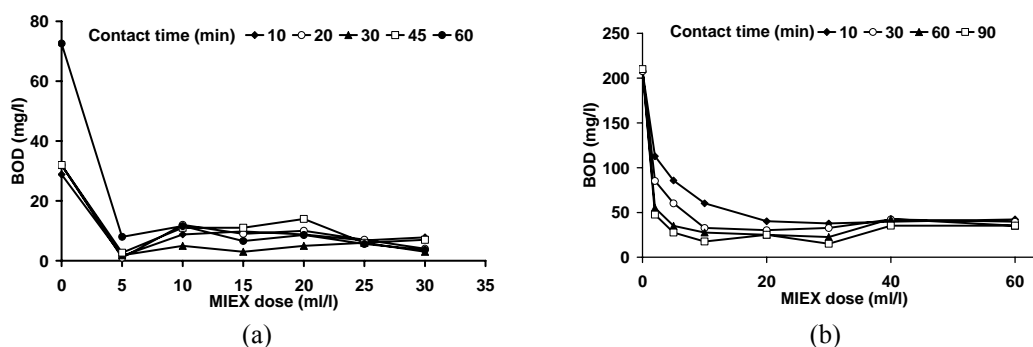 80
60
40
20
0
BOD (mg/l)
Contact time (min) 10 20 30 45 60
0 5 10 15 20 25 30 35
MIEX dose (ml/l)
(a)
250
200
150
100
50
0
BOD (mg/l)
Contact time (min) 10 30 60 90
0 20 40 60
MIEX dose (ml/l)
(b)